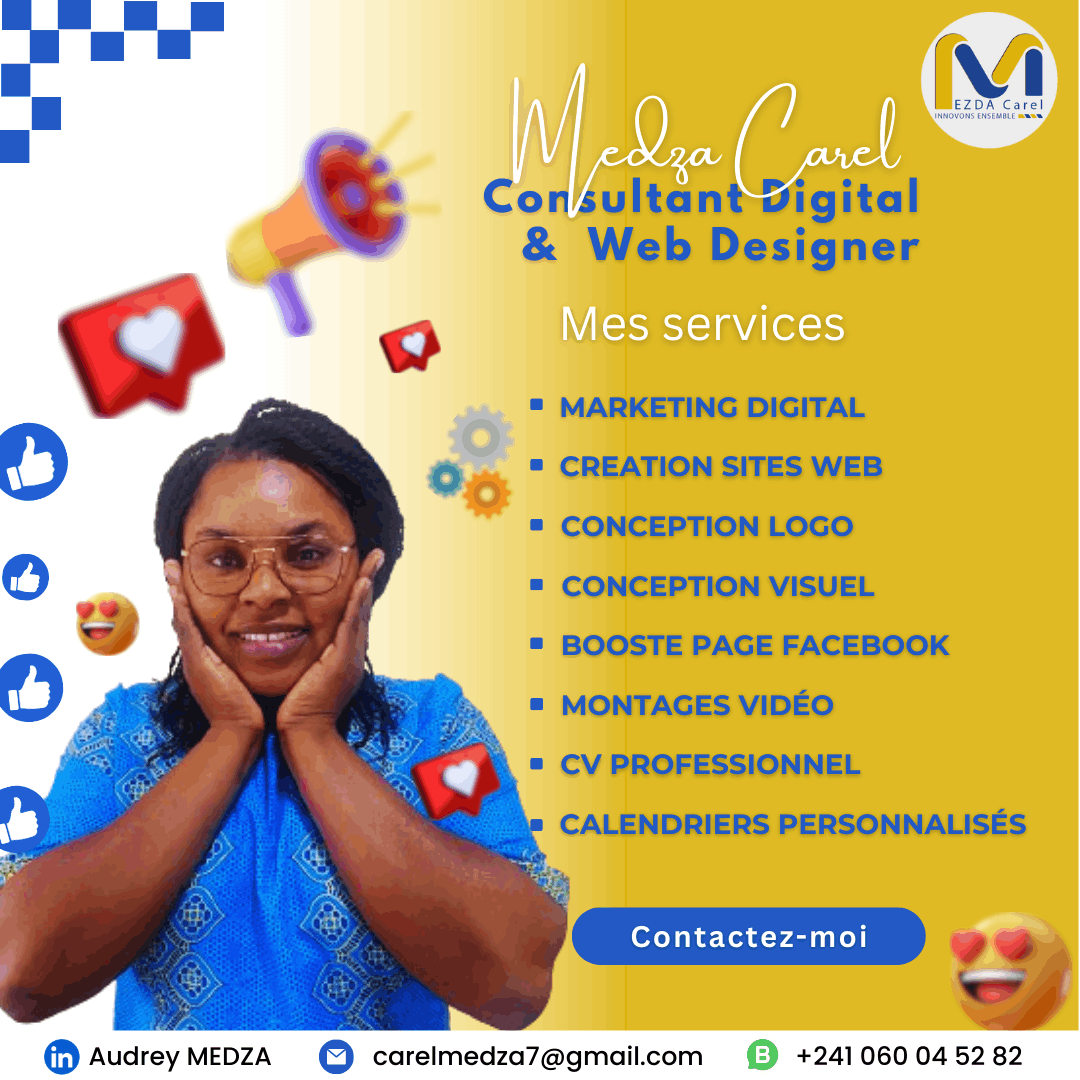 EZDA Carel
INNOVONS ENSEMBLE
Medza Carel
Consultant Digital
& Web Designer
Mes services
MARKETING DIGITAL
CREATION SITES WEB
CONCEPTION LOGO
CONCEPTION VISUEL
BOOSTE PAGE FACEBOOK
MONTAGES VIDÉO
CV PROFESSIONNEL
CALENDRIERS PERSONNALISÉS
Contactez-moi
in Audrey MEDZA carelmedza7@gmail.com B +241 060 04 52 82